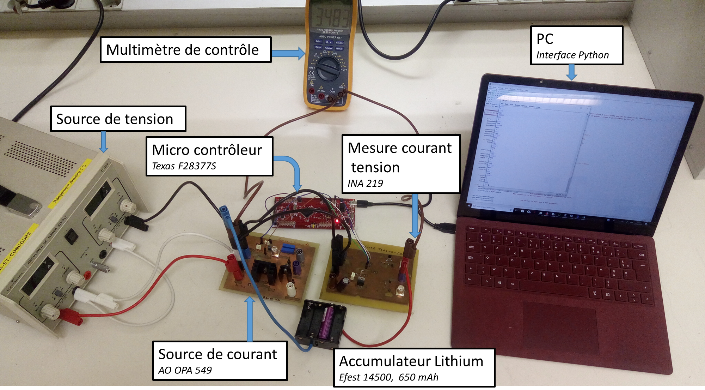 3483
Multimètre de contrôle
PC
Interface Python
Source de tension
Micro contrôleur
Texas F28377S
Mesure courant
tension
INA 219
Source de courant
AO OPA 549
Accumulateur Lithium
Efest 14500, 650 mAh